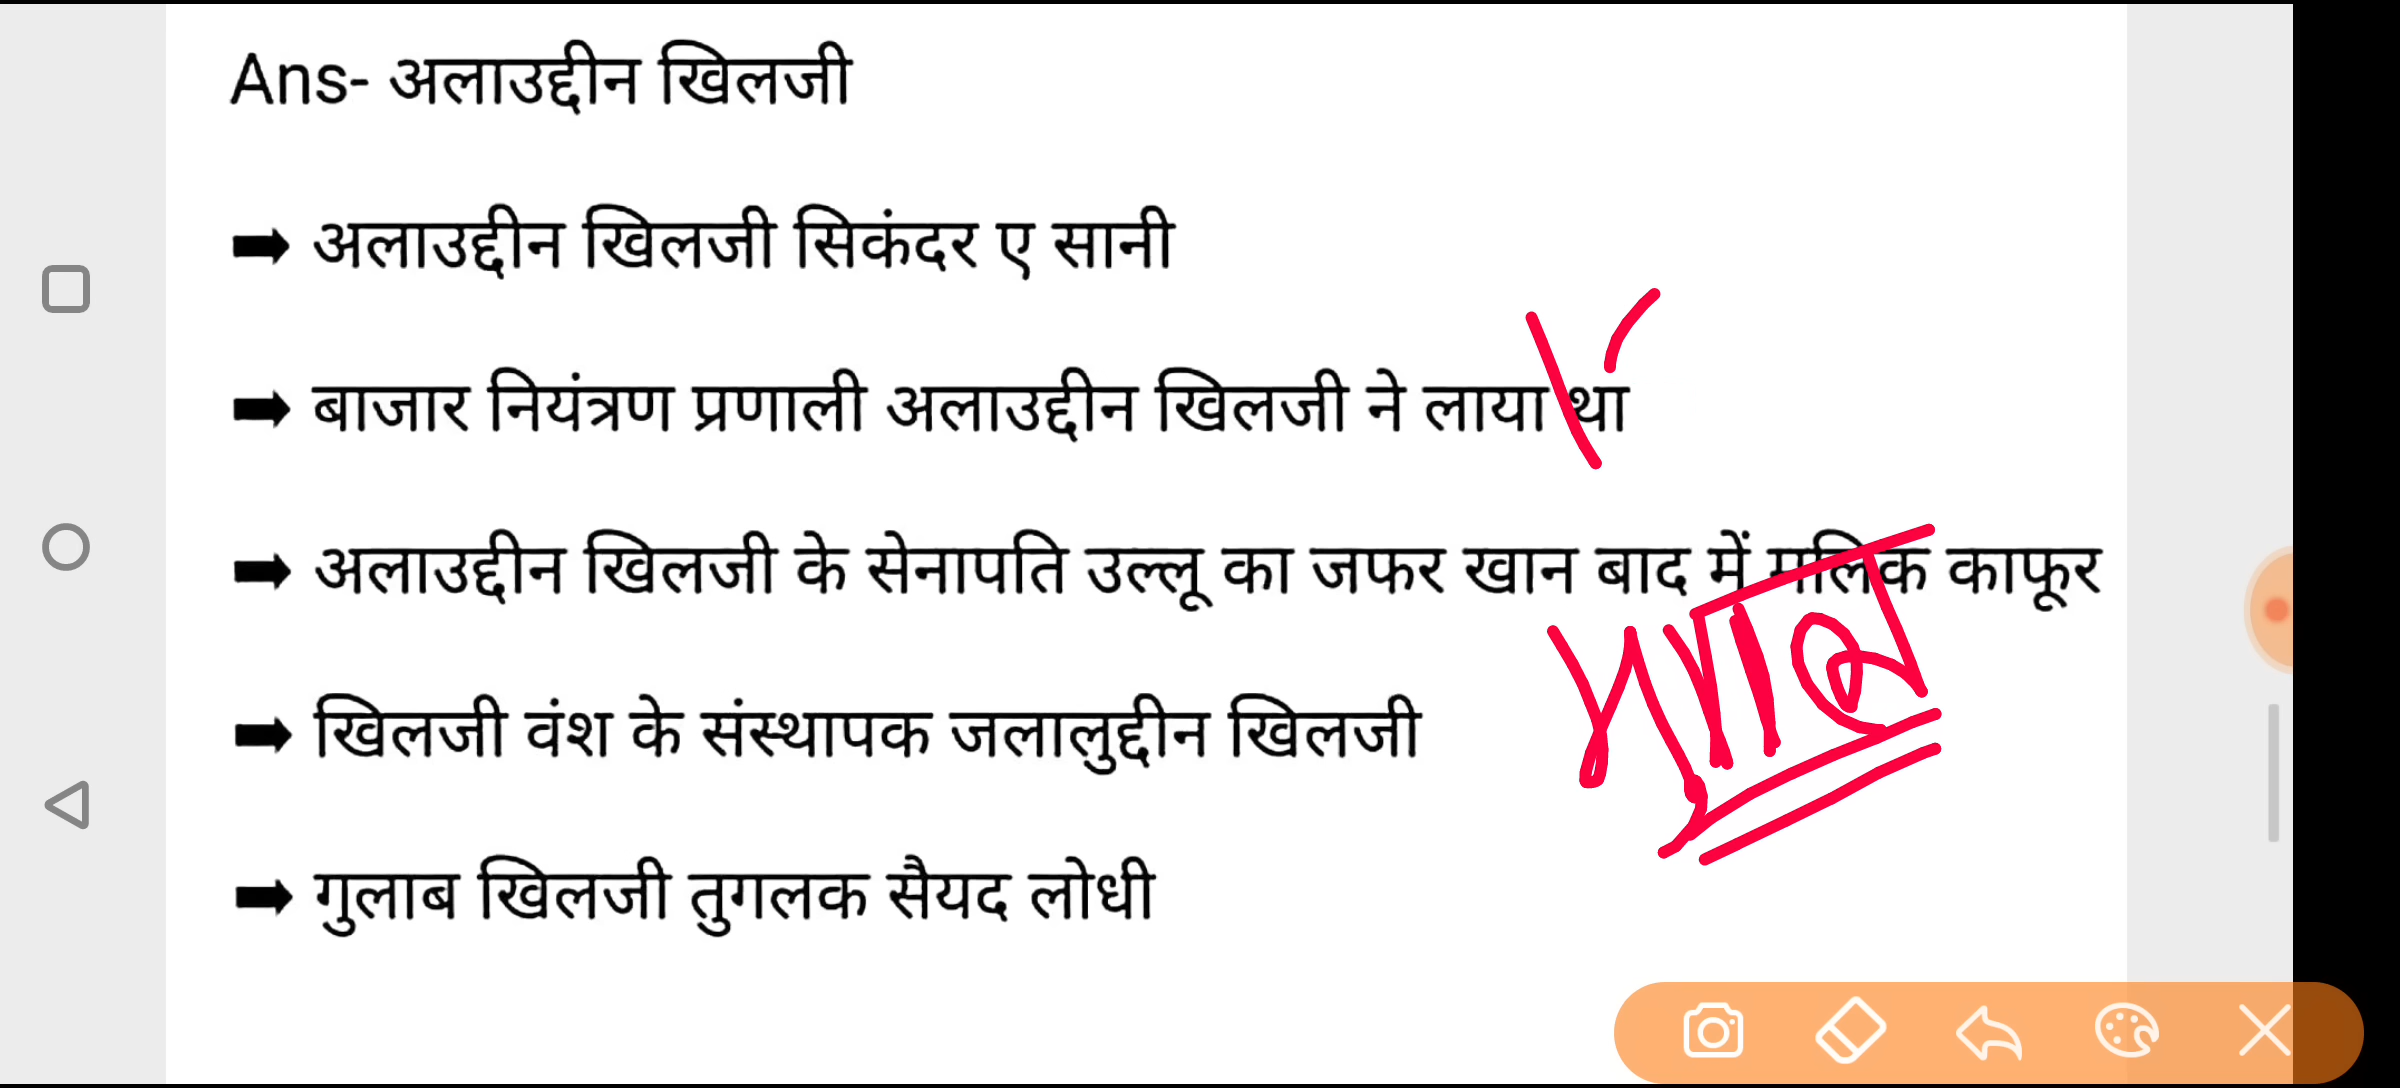 Ans- अलाउद्दीन खिलजी
➡ अलाउद्दीन खिलजी सिकंदर ए सानी
➡ बाजार नियंत्रण प्रणाली अलाउद्दीन खिलजी ने लाया था
➡ अलाउद्दीन खिलजी के सेनापति उल्लू का जफर खान बाद में मलिक काफूर
➡ खिलजी वंश के संस्थापक जलालुद्दीन खिलजी
➡ गुलाब खिलजी तुगलक सैयद लोधी